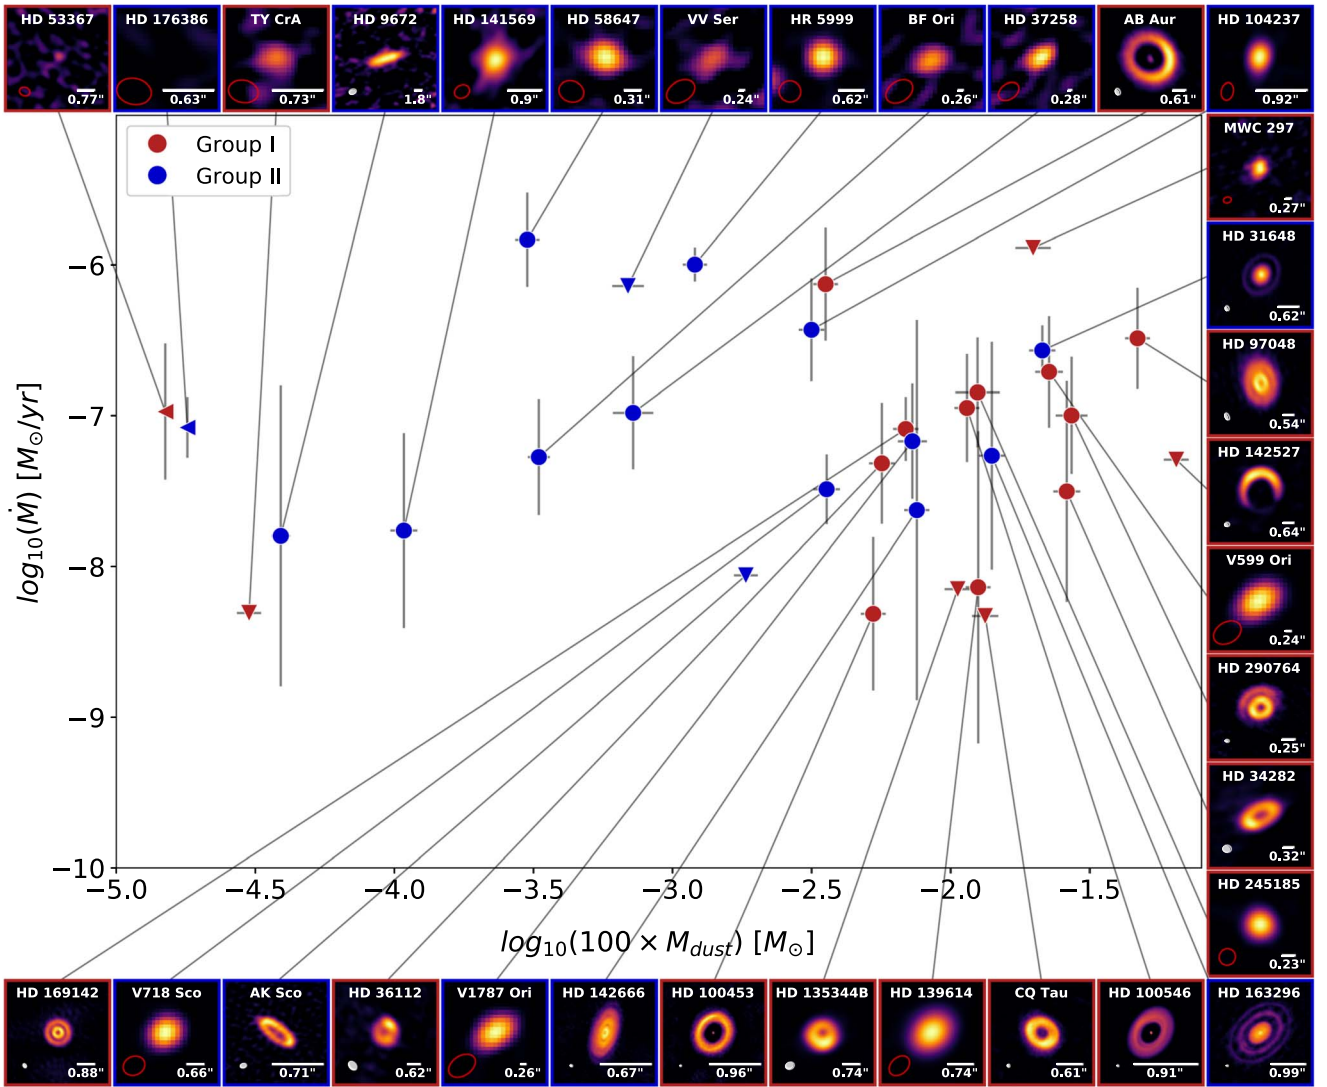 HD 53367 HD 176386 TY CrA HD 9672 HD 141569 HD 58647 VV Ser HR 5999 BF Ori HD 37258 AB Aur HD 104237
0.77" 0.63" 0.73" 1.8" 0.9" 0.31" 0.24" 0.62" 0.26" 0.28" 0.61" 0.92"
MWC 297
0.27"
HD 31648
0.62"
HD 97048
0.54"
HD 142527
0.64"
V599 Ori
0.24"
HD 290764
0.25"
HD 34282
0.32"
HD 245185
0.23"
Group I
Group II
−6
−7
−8
−9
−10
log₁₀(Ṁ) [M⊙/yr]
−5.0 −4.5 −4.0 −3.5 −3.0 −2.5 −2.0 −1.5
log₁₀(100 × M_dust) [M⊙]
HD 169142 V718 Sco AK Sco HD 36112 V1787 Ori HD 142666 HD 100453 HD 135344B HD 139614 CQ Tau HD 100546 HD 163296
0.88" 0.66" 0.71" 0.62" 0.26" 0.67" 0.96" 0.74" 0.74" 0.61" 0.91" 0.99"